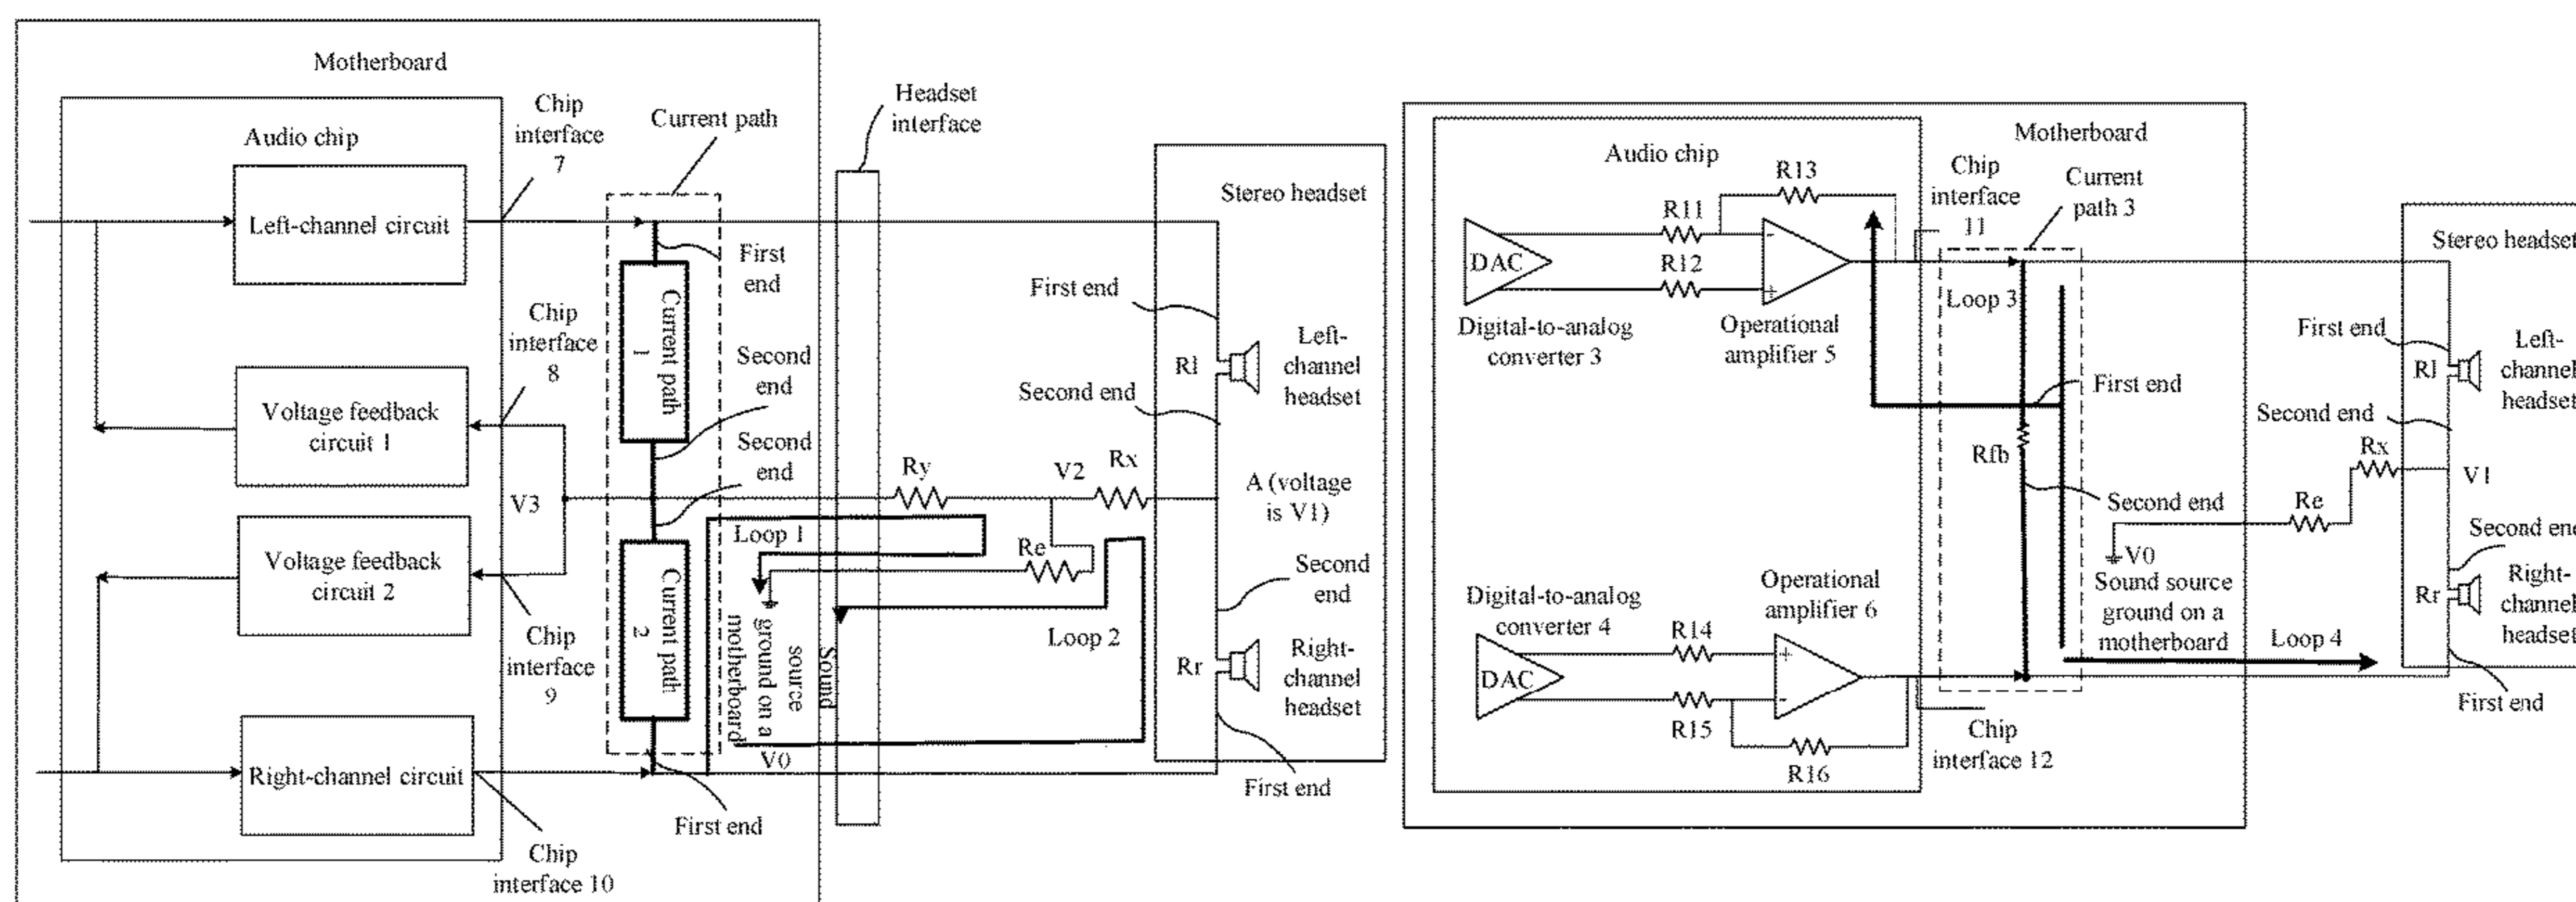 Motherboard
Audio chip
Chip
interface
7
Current path
Headset
interface
Stereo headset
Left-channel circuit
First
end
Current path
1
First end
Chip
interface
8
Second
end
Rl
Left-
channel
headset
Second end
Voltage feedback
circuit 1
Second
end
Ry
V2
Rx
V3
A (voltage
is V1)
Loop 1
Re
Voltage feedback
circuit 2
Current path
2
Second
end
Chip
interface
9
Sound
source
ground on a
motherboard
Loop 2
Rr
Right-
channel
headset
V0
Right-channel circuit
First end
First end
Chip
interface 10
Motherboard
Audio chip
R13
Chip
interface
11
Current
path 3
R11
-
Stereo headset
DAC
R12
+
Loop 3
Digital-to-analog
converter 3
Operational
amplifier 5
First end
Left-
channel
headset
Rl
First end
Second end
Rfb
Rx
V1
Second end
Re
Second end
V0
Sound source
ground on a
motherboard
Digital-to-analog
converter 4
Operational
amplifier 6
Right-
channel
headset
Rr
R14
+
Loop 4
DAC
-
R15
First end
Chip
interface 12
R16